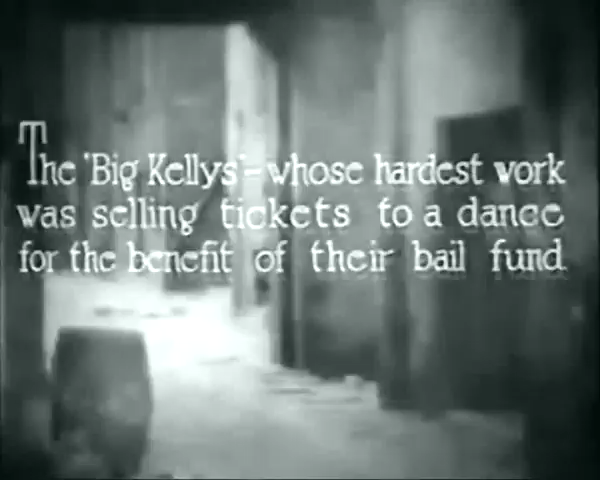 The 'Big Kellys' - whose hardest work
was selling tickets to a dance
for the benefit of their bail fund